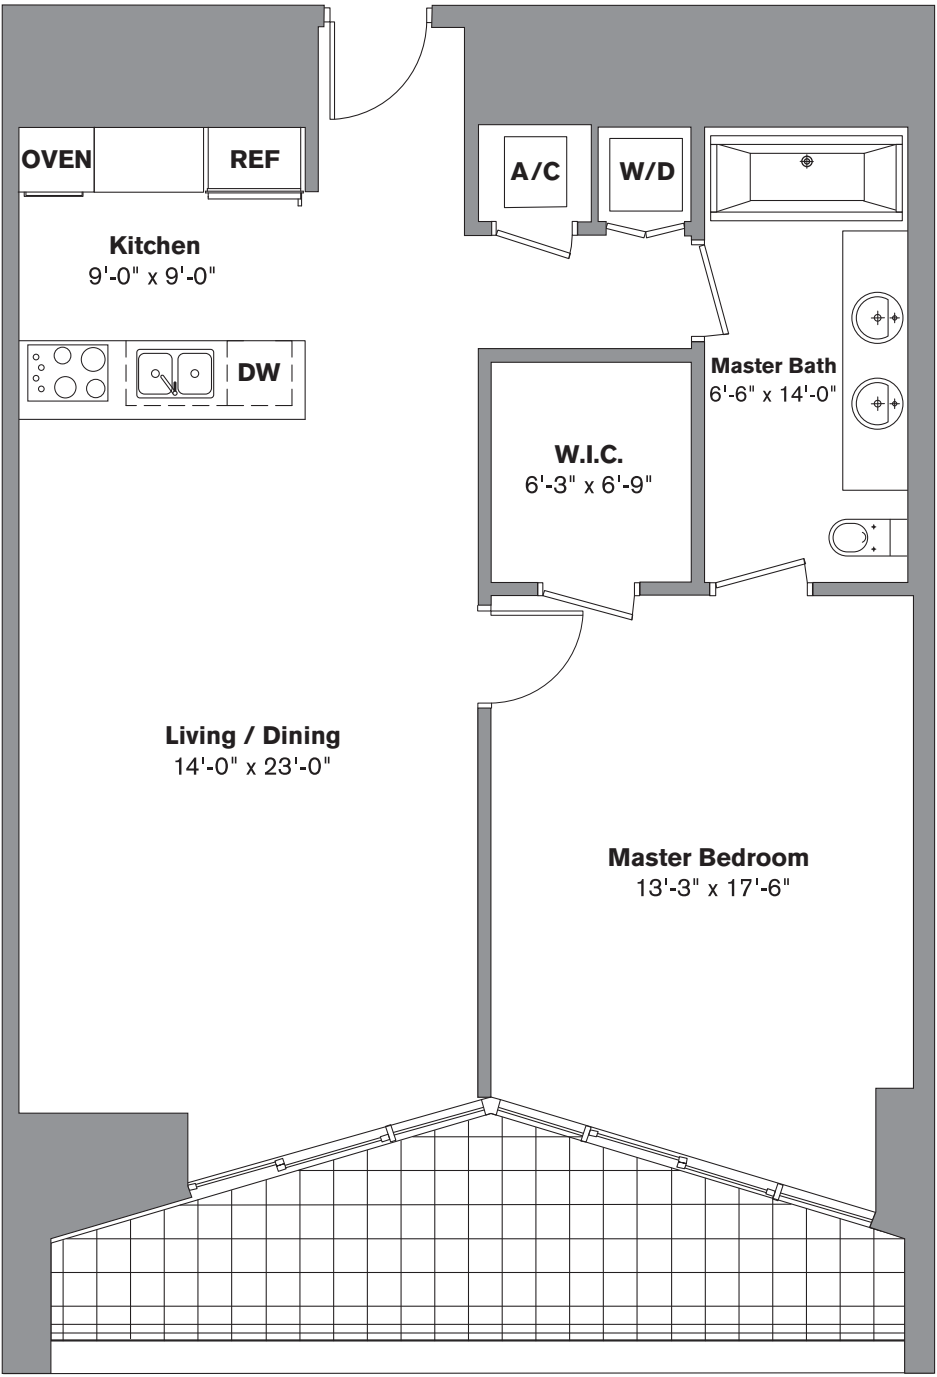 OVEN
REF
A/C
W/D
Kitchen
9'-0" x 9'-0"
DW
Master Bath
6'-6" x 14'-0"
W.I.C.
6'-3" x 6'-9"
Living / Dining
14'-0" x 23'-0"
Master Bedroom
13'-3" x 17'-6"